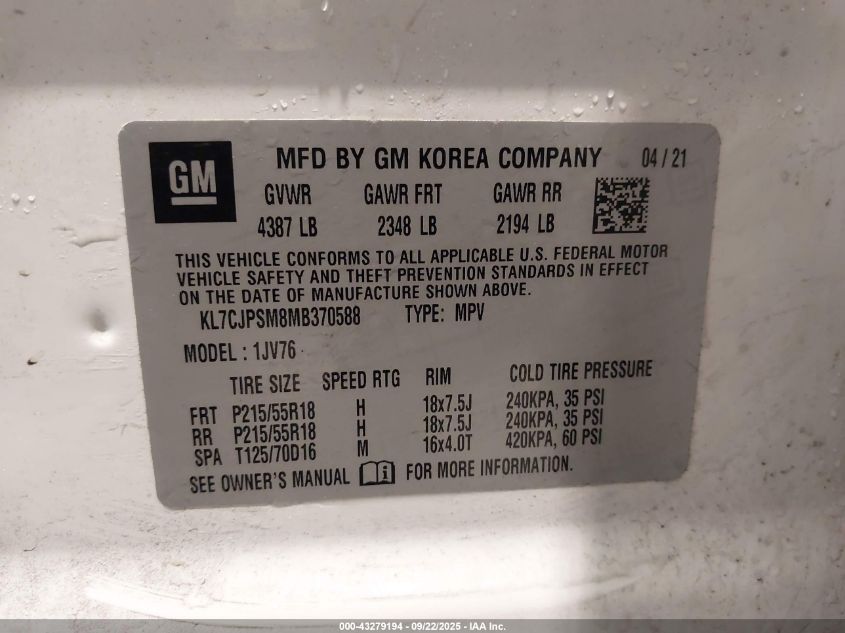 GM MFD BY GM KOREA COMPANY 04 / 21
GVWR GAWR FRT GAWR RR
4387 LB 2348 LB 2194 LB
THIS VEHICLE CONFORMS TO ALL APPLICABLE U.S. FEDERAL MOTOR
VEHICLE SAFETY AND THEFT PREVENTION STANDARDS IN EFFECT
ON THE DATE OF MANUFACTURE SHOWN ABOVE.
KL7CJPSM8MB370588 TYPE: MPV
MODEL : 1JV76
TIRE SIZE SPEED RTG RIM COLD TIRE PRESSURE
FRT P215/55R18 H 18x7.5J 240KPA, 35 PSI
RR P215/55R18 H 18x7.5J 240KPA, 35 PSI
SPA T125/70D16 M 16x4.0T 420KPA, 60 PSI
SEE OWNER'S MANUAL i FOR MORE INFORMATION.
000-43279194 - 09/22/2025 - IAA Inc.